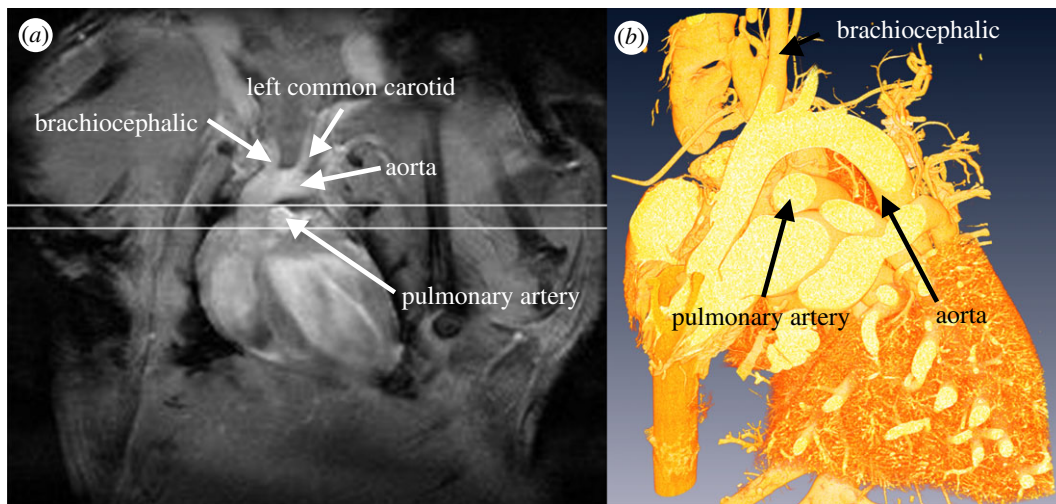 (a)
left common carotid
brachiocephalic
aorta
pulmonary artery
(b)
brachiocephalic
pulmonary artery
aorta